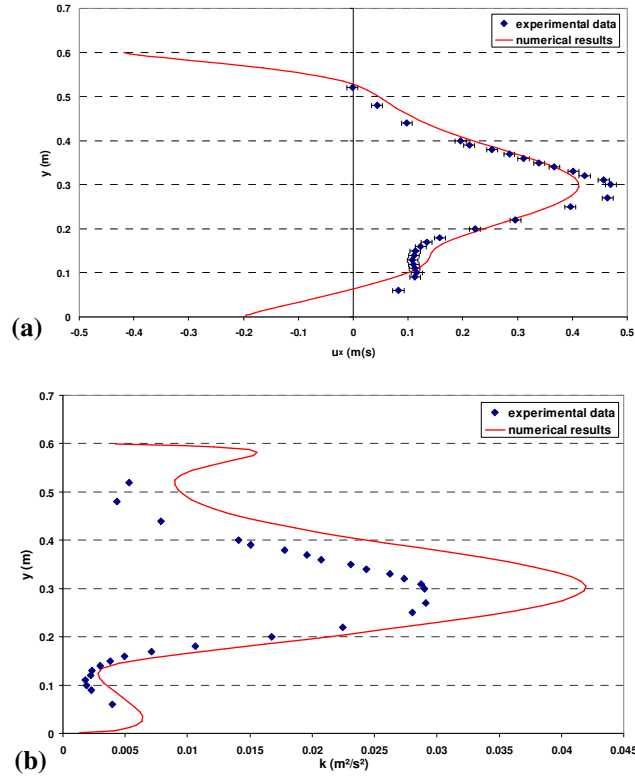 0.7
experimental data
numerical results
0.6
0.5
0.4
y (m)
0.3
0.2
0.1
0
-0.5 -0.4 -0.3 -0.2 -0.1 0 0.1 0.2 0.3 0.4 0.5
(a)
ux (m(s)
0.7
experimental data
numerical results
0.6
0.5
0.4
y (m)
0.3
0.2
0.1
0
0 0.005 0.01 0.015 0.02 0.025 0.03 0.035 0.04 0.045
(b)
k (m²/s²)